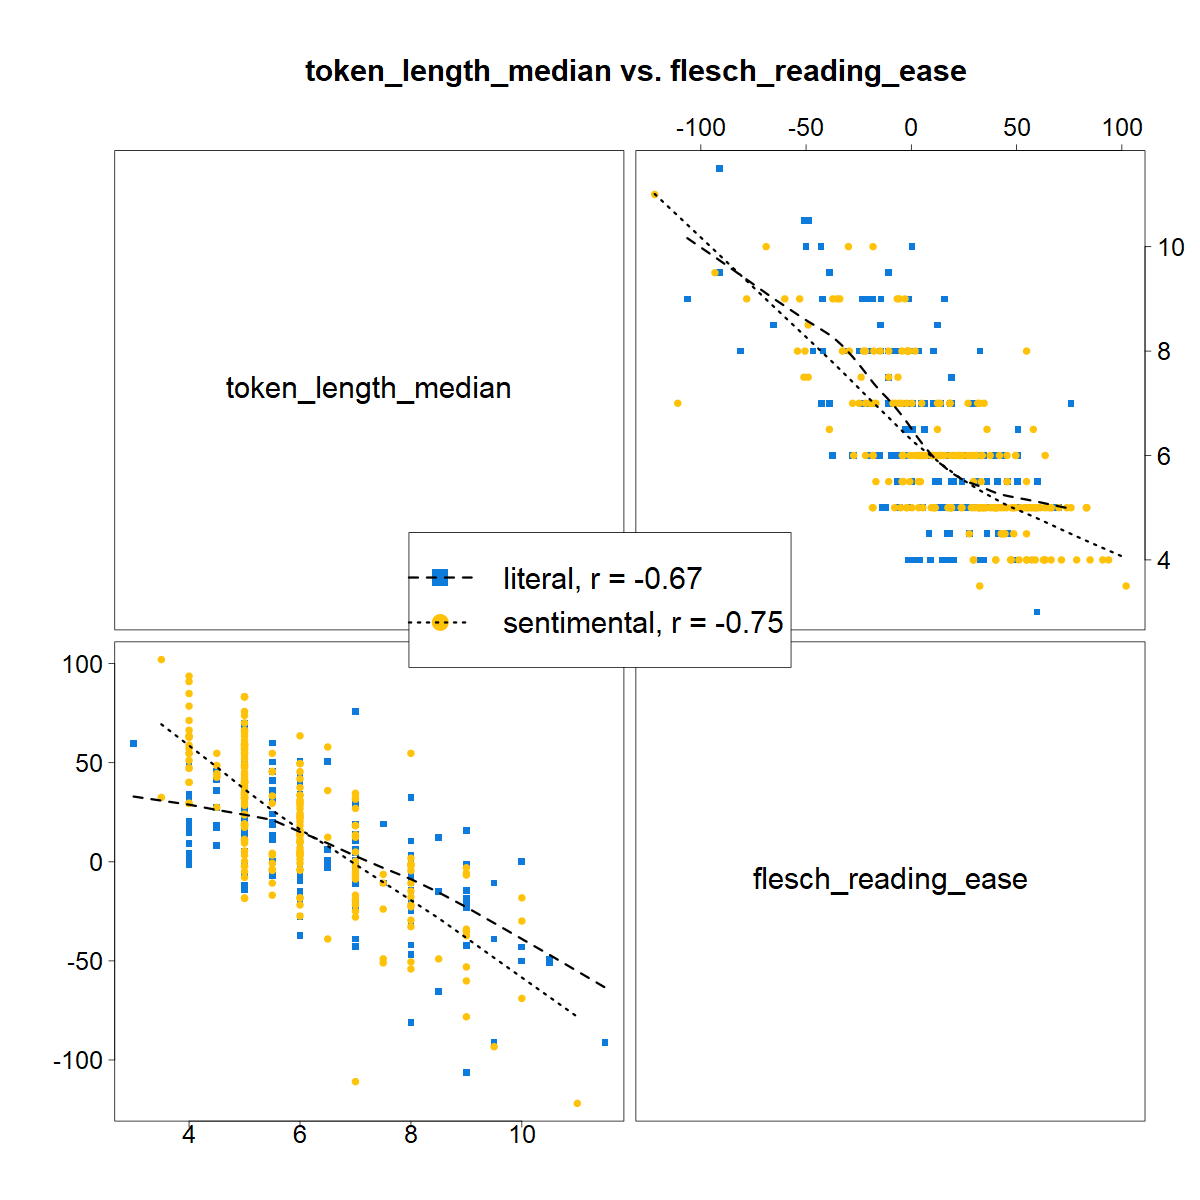 token_length_median vs. flesch_reading_ease
-100 -50 0 50 100
token_length_median
10
8
6
4
literal, r = -0.67
sentimental, r = -0.75
100
50
0
-50
-100
flesch_reading_ease
4 6 8 10